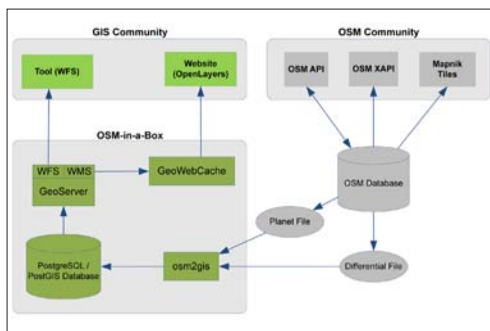 GIS Community
OSM Community
Tool (WFS)
Website
(OpenLayers)
OSM API
OSM XAPI
Mapnik
Tiles
OSM-in-a-Box
WFS WMS
GeoServer
GeoWebCache
OSM Database
Planet File
PostgreSQL /
PostGIS Database
osm2gis
Differential File